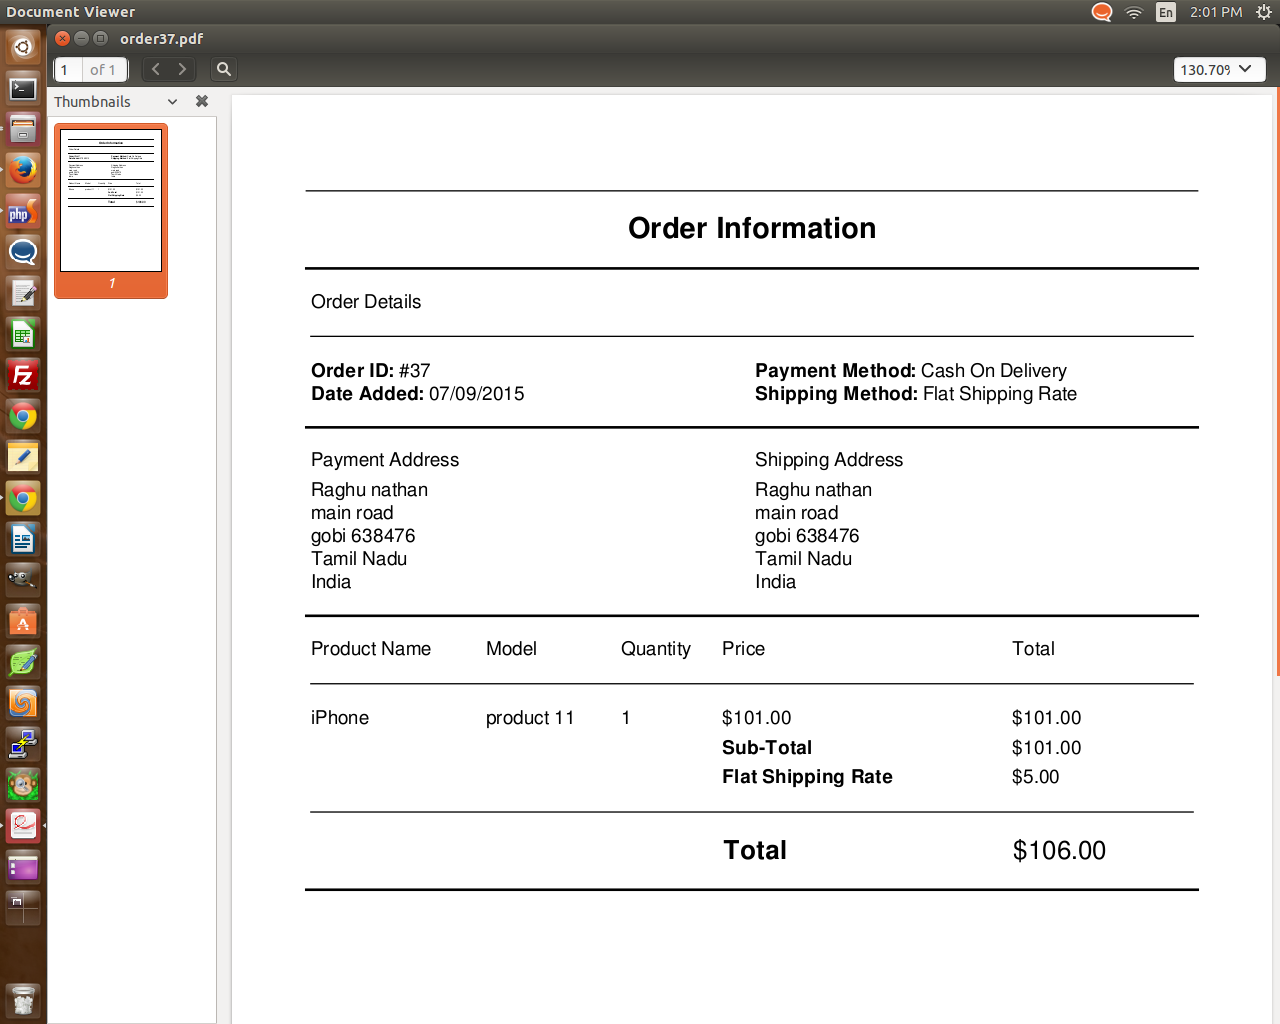 Document Viewer
En
2:01 PM
order37.pdf
1 of 1
130.70%
Thumbnails
1
Order Information
Order Details
Order ID: #37
Payment Method: Cash On Delivery
Date Added: 07/09/2015
Shipping Method: Flat Shipping Rate
Payment Address
Shipping Address
Raghu nathan
Raghu nathan
main road
main road
gobi 638476
gobi 638476
Tamil Nadu
Tamil Nadu
India
India
Product Name Model Quantity Price Total
iPhone product 11 1 $101.00 $101.00
Sub-Total $101.00
Flat Shipping Rate $5.00
Total $106.00
php
Fz